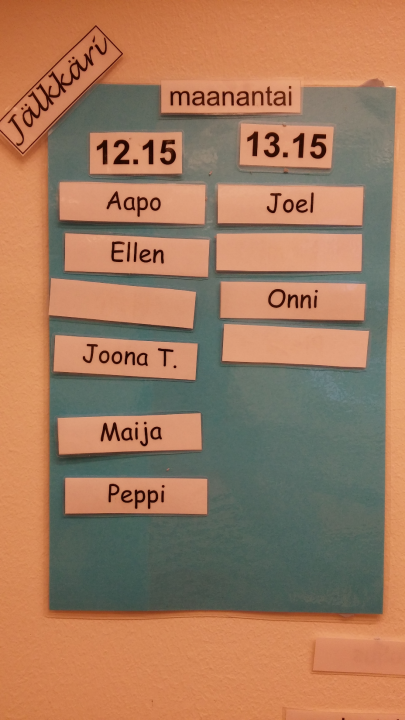 Jälkkäri
maanantai
12.15
Aapo
Ellen
Joona T.
Maija
Peppi
13.15
Joel
Onni